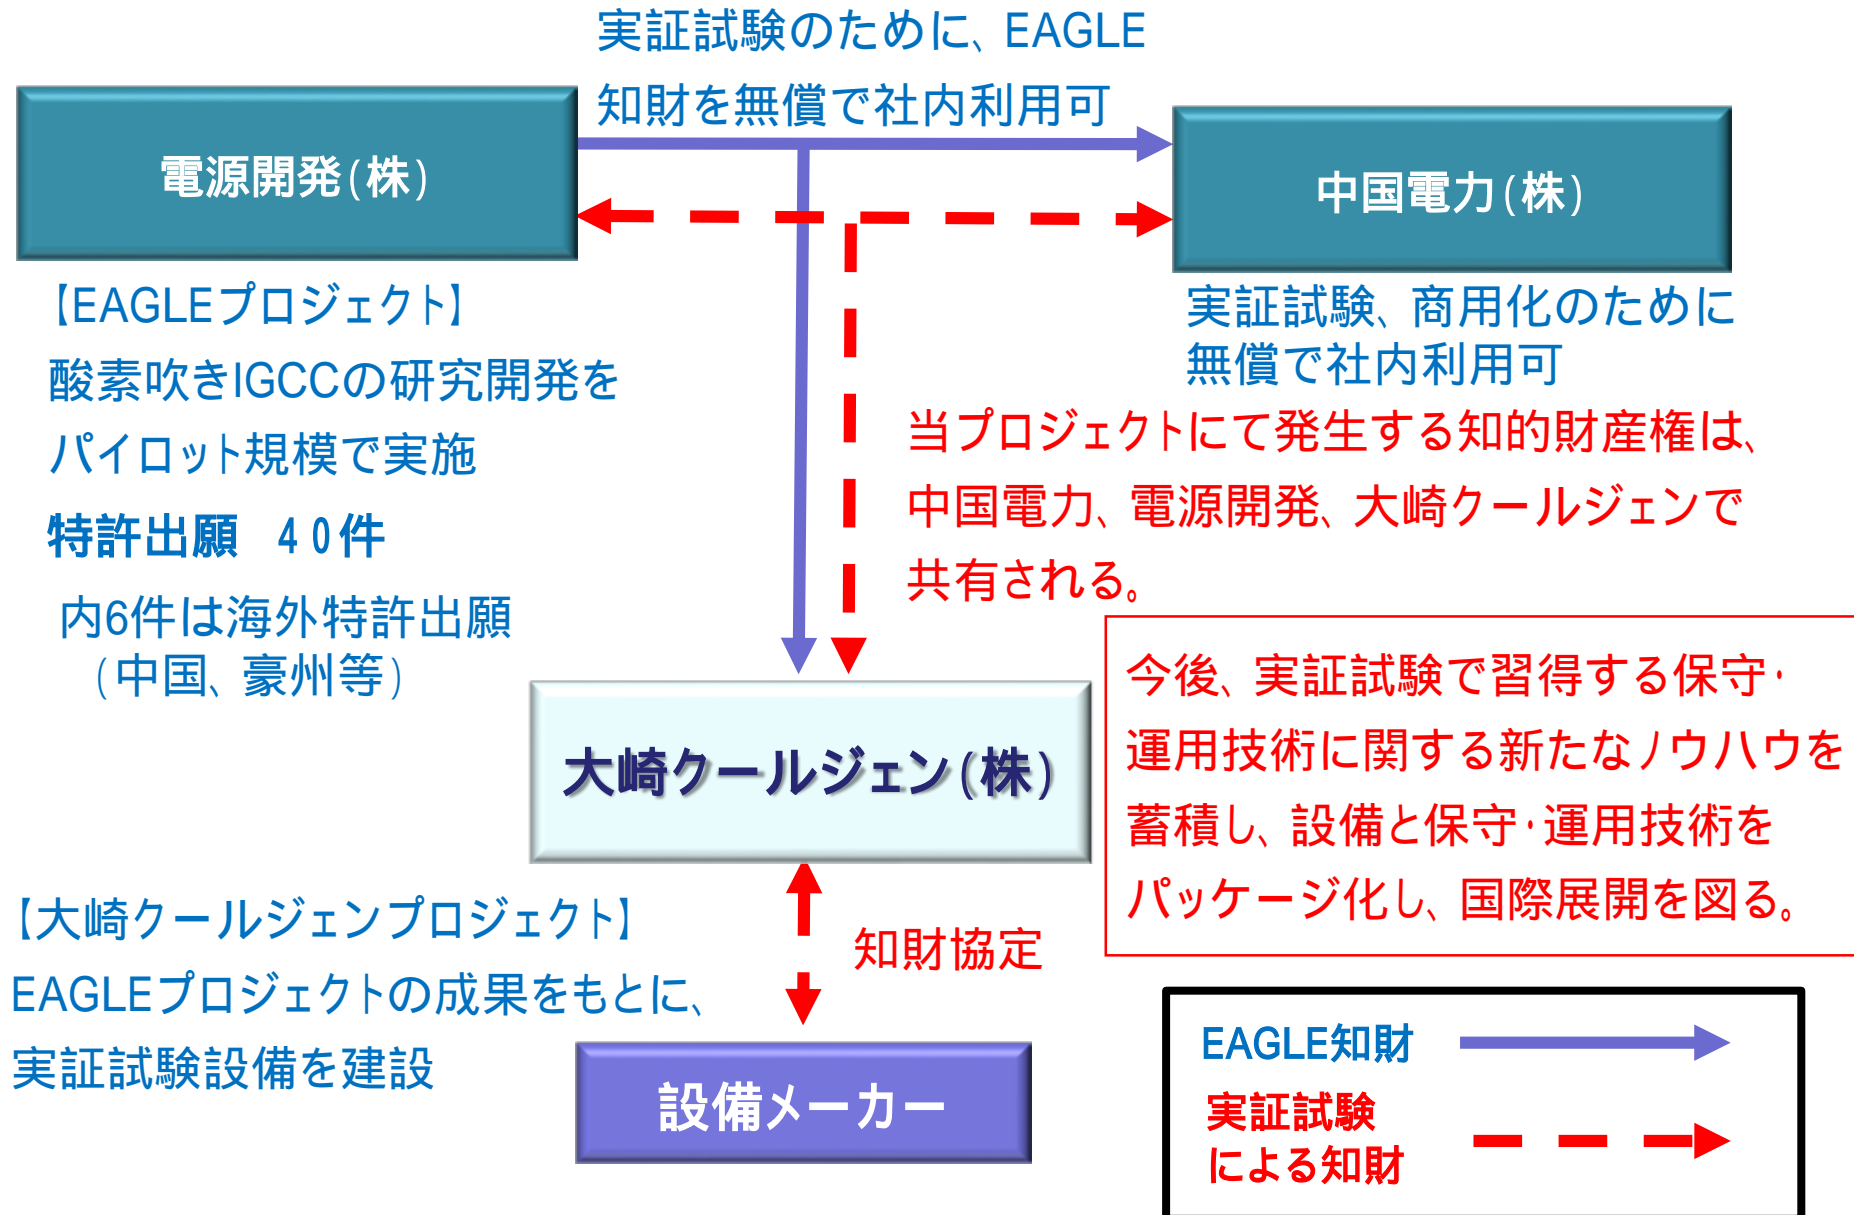 実証試験のために、EAGLE
知財を無償で社内利用可
電源開発(株)
中国電力(株)
【EAGLEプロジェクト】
酸素吹きIGCCの研究開発を
パイロット規模で実施
特許出願　40件
内6件は海外特許出願
（中国、豪州等）
実証試験、商用化のために
無償で社内利用可
当プロジェクトにて発生する知的財産権は、
中国電力、電源開発、大崎クールジェンで
共有される。
今後、実証試験で習得する保守・
運用技術に関する新たなノウハウを
蓄積し、設備と保守・運用技術を
パッケージ化し、国際展開を図る。
大崎クールジェン(株)
【大崎クールジェンプロジェクト】
EAGLEプロジェクトの成果をもとに、
実証試験設備を建設
知財協定
設備メーカー
EAGLE知財
実証試験
による知財